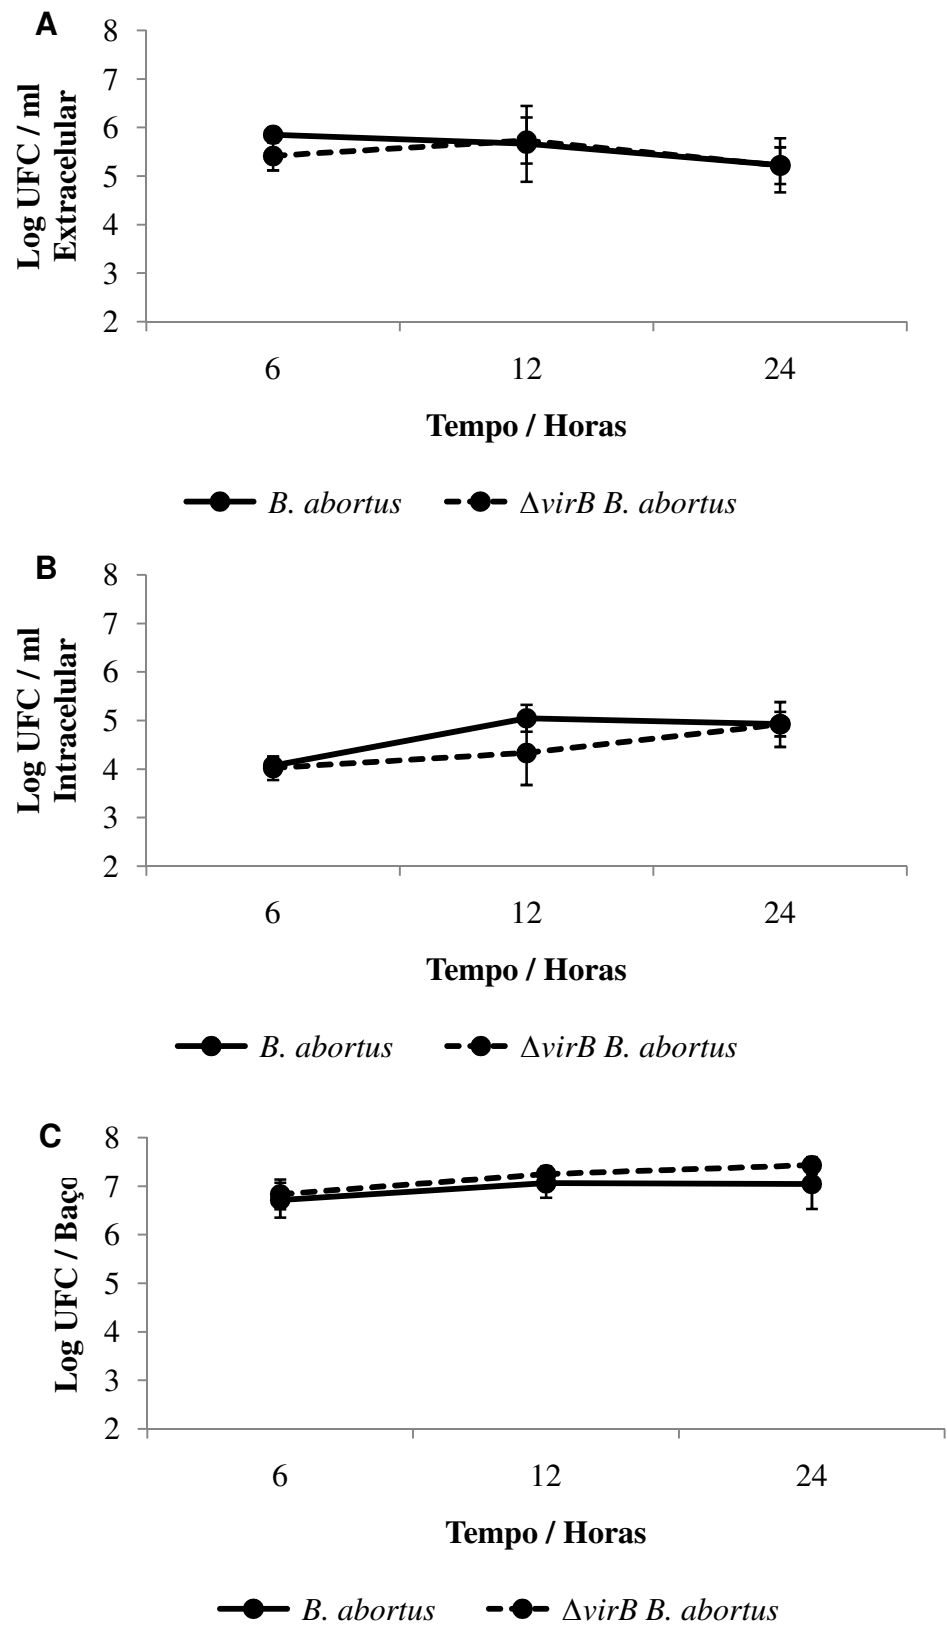 A
8
7
6
5
4
3
2
Log UFC / ml
Extracelular
6 12 24
Tempo / Horas
B. abortus ΔvirB B. abortus
B
8
7
6
5
4
3
2
Log UFC / ml
Intracelular
6 12 24
Tempo / Horas
B. abortus ΔvirB B. abortus
C
8
7
6
5
4
3
2
Log UFC / Baço
6 12 24
Tempo / Horas
B. abortus ΔvirB B. abortus